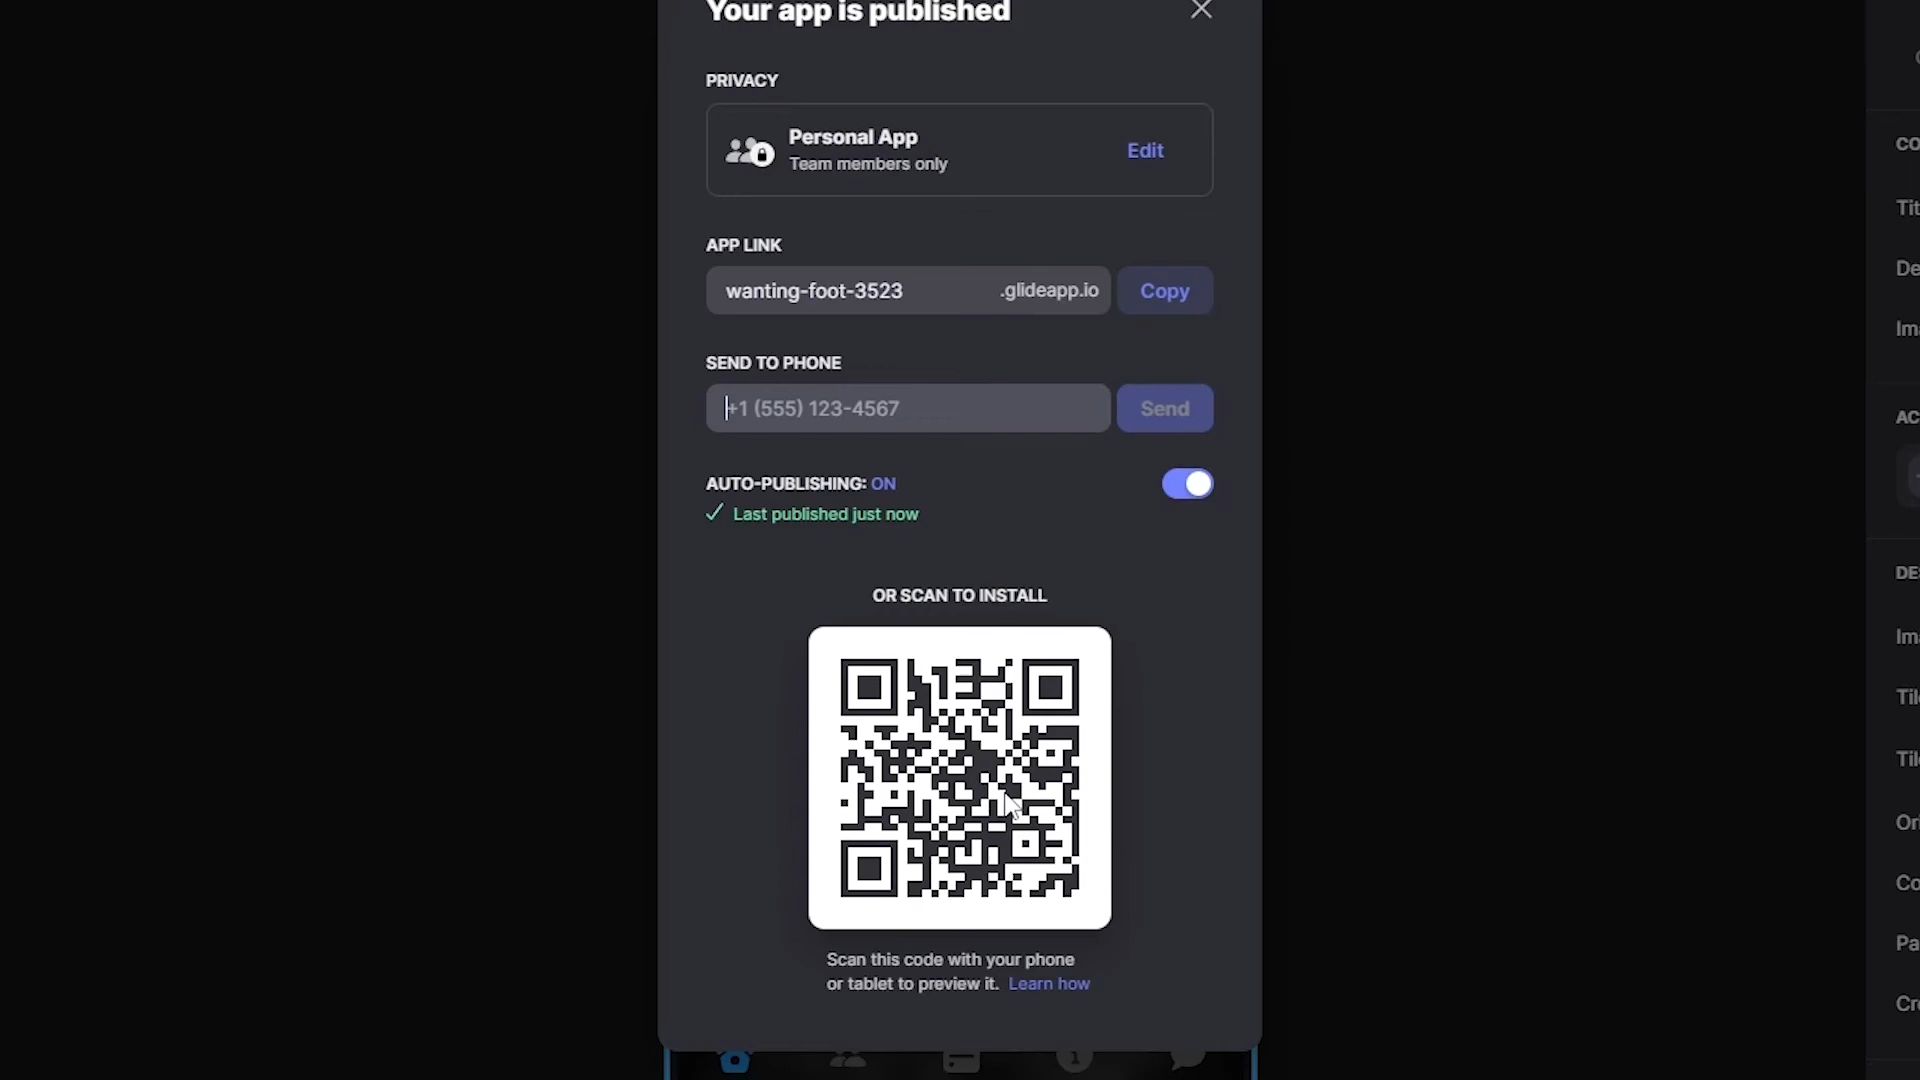 Your app is published
PRIVACY
Personal App
Team members only
Edit
APP LINK
wanting-foot-3523 .glideapp.io Copy
SEND TO PHONE
+1 (555) 123-4567 Send
AUTO-PUBLISHING: ON
Last published just now
OR SCAN TO INSTALL
Scan this code with your phone
or tablet to preview it. Learn how